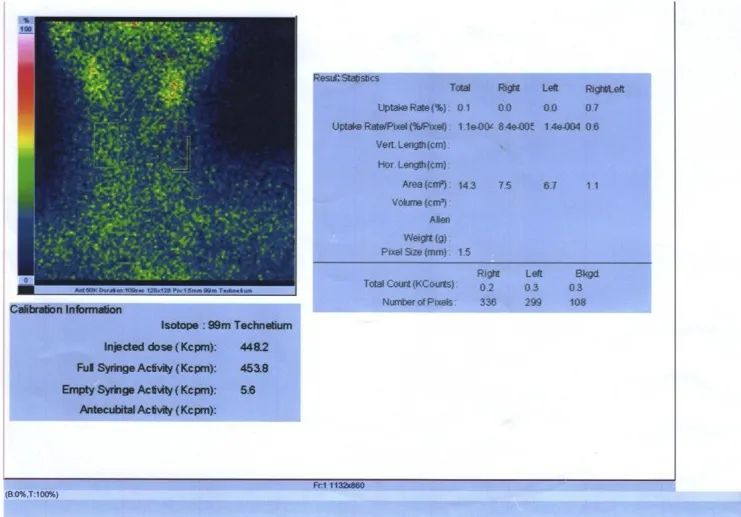 %
100
0
Ant 50K Duration:109sec 128x128 Pix:1.5mm 99m Technetium
Result Statistics
Total Right Left Right/Left
Uptake Rate (%): 0.1 0.0 0.0 0.7
Uptake Rate/Pixel (%/Pixel): 1.1e-004 8.4e-005 1.4e-004 0.6
Vert. Length(cm):
Hor. Length(cm):
Area (cm²): 14.3 7.5 6.7 1.1
Volume (cm³):
Allen
Weight (g):
Pixel Size (mm): 1.5
Right Left Bkgd
Total Count (KCounts): 0.2 0.3 0.3
Number of Pixels: 336 299 108
Calibration Information
Isotope : 99m Technetium
Injected dose (Kcpm): 448.2
Full Syringe Activity (Kcpm): 453.8
Empty Syringe Activity (Kcpm): 5.6
Antecubital Activity (Kcpm):
Fr:1 1132x860
(B:0%,T:100%)